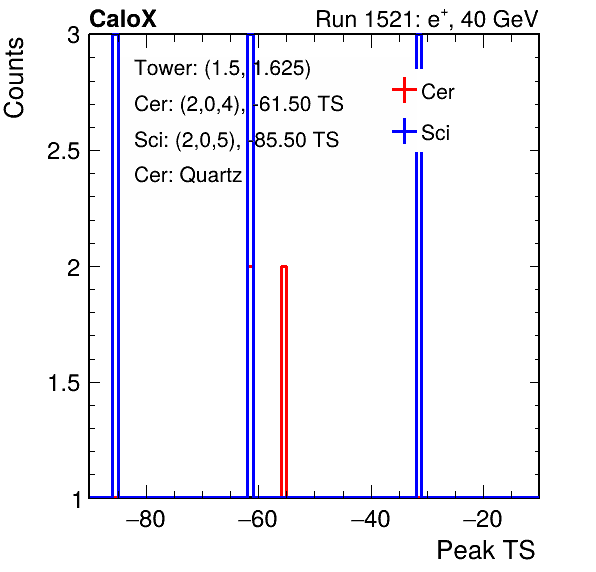 CaloX Run 1521: e⁺, 40 GeV
Counts
3
2.5
2
1.5
1
Tower: (1.5, 1.625)
Cer: (2,0,4), -61.50 TS
Sci: (2,0,5), -85.50 TS
Cer: Quartz
Cer
Sci
−80 −60 −40 −20
Peak TS